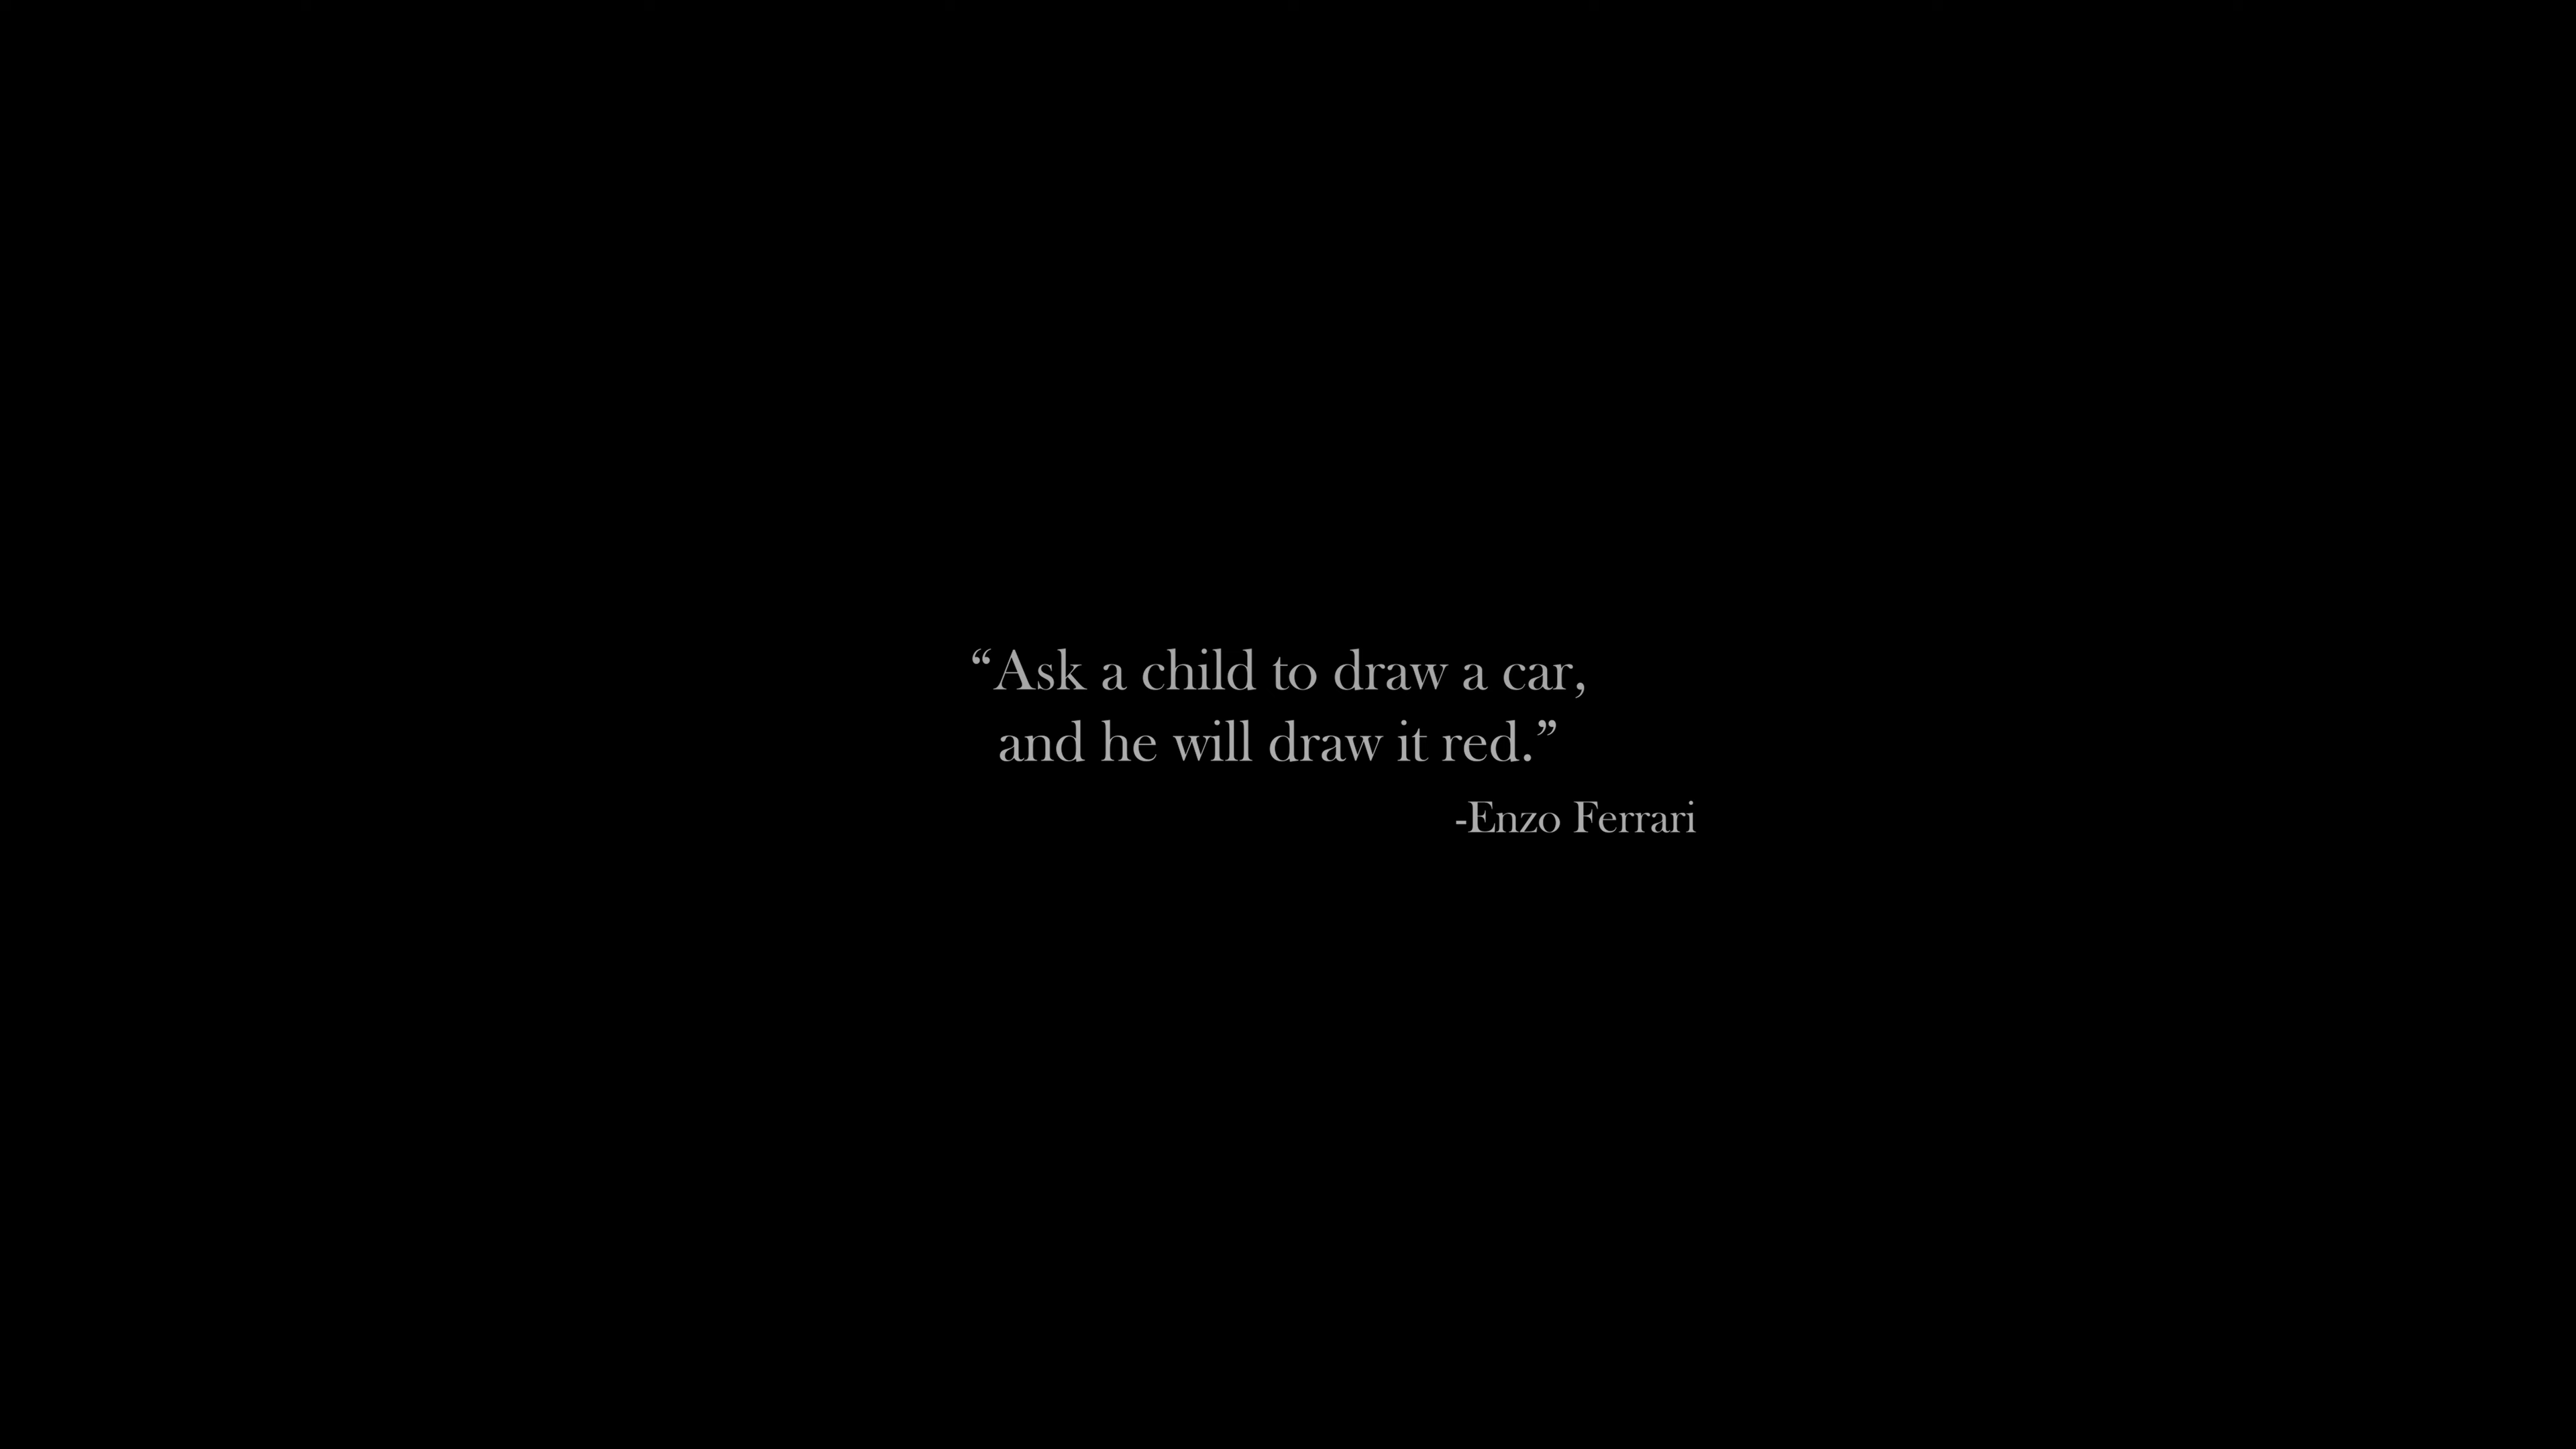 “Ask a child to draw a car,
and he will draw it red.”
-Enzo Ferrari